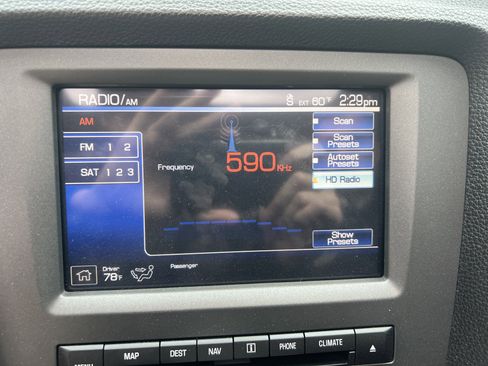 RADIO/AM S EXT 60°F 2:29pm
AM
FM 1 2
SAT 1 2 3
Frequency 590 KHz
Scan
Scan
Presets
Autoset
Presets
HD Radio
Show
Presets
Driver
78°F
Passenger
MENU MAP DEST NAV i PHONE CLIMATE